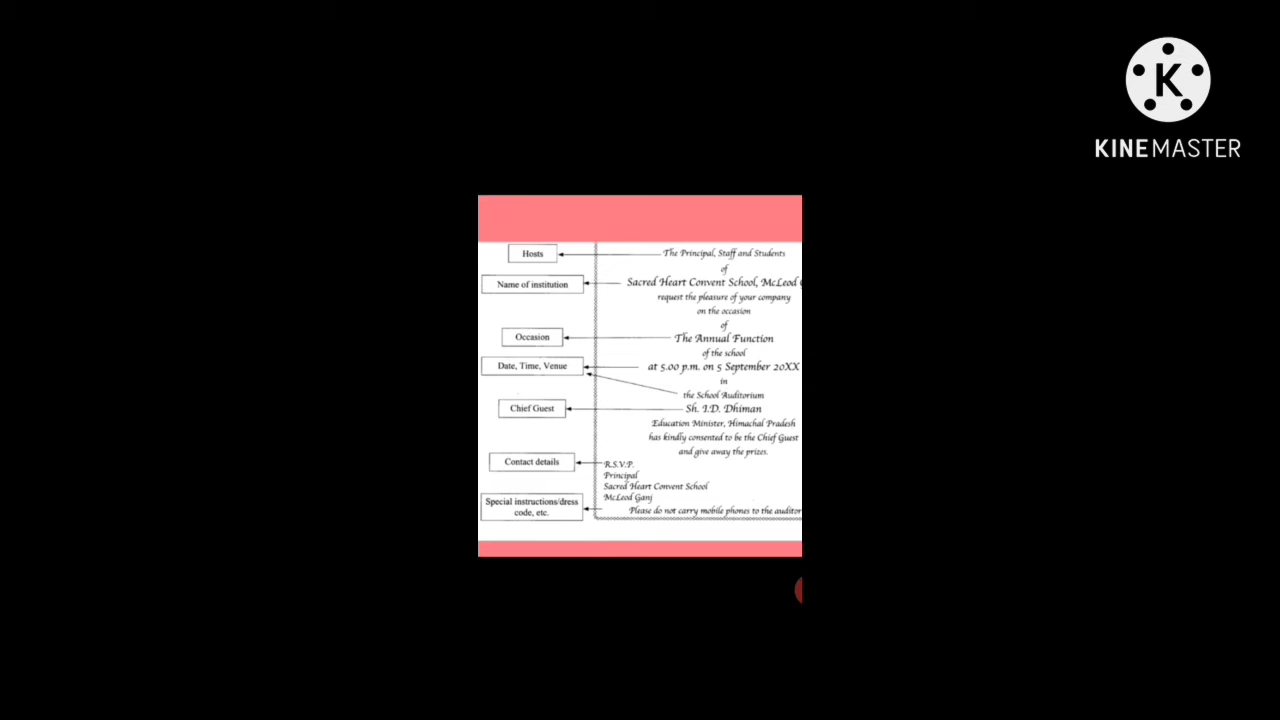 KINEMASTER
Hosts
The Principal, Staff and Students
of
Name of institution
Sacred Heart Convent School, McLeod
request the pleasure of your company
on the occasion
of
Occasion
The Annual Function
of the school
Date, Time, Venue
at 5.00 p.m. on 5 September 20XX
in
the School Auditorium
Chief Guest
Sh. I.D. Dhiman
Education Minister, Himachal Pradesh
has kindly consented to be the Chief Guest
and give away the prizes.
Contact details
R.S.V.P.
Principal
Sacred Heart Convent School
McLeod Ganj
Special instructions/dress
code, etc.
Please do not carry mobile phones to the auditor